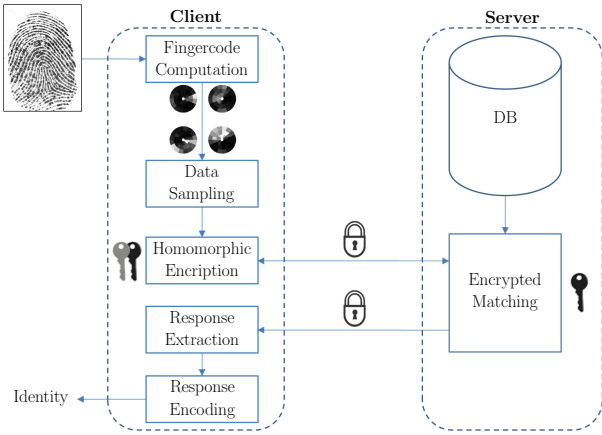 Client
Server
Fingercode
Computation
DB
Data
Sampling
Homomorphic
Encription
Encrypted
Matching
Response
Extraction
Response
Encoding
Identity